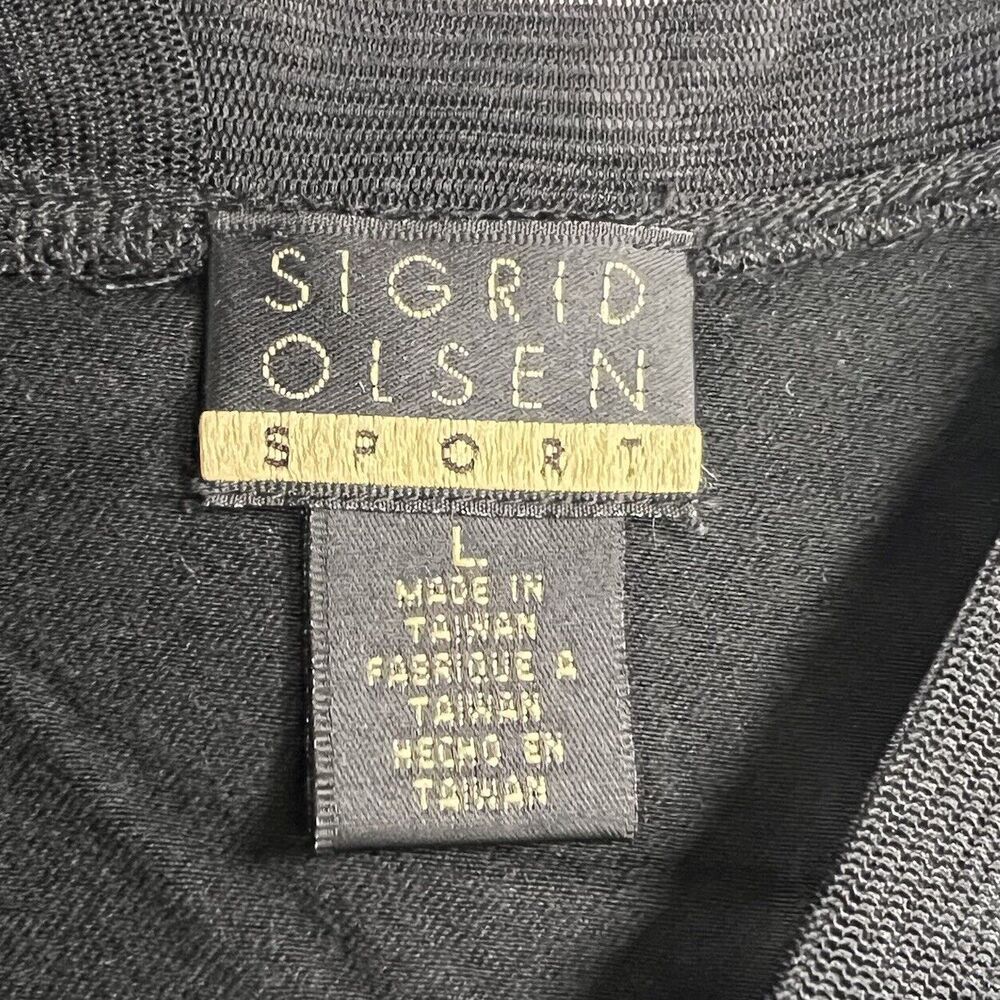 SIGRID
OLSEN
SPORT
L
MADE IN
TAIWAN
FABRIQUE A
TAIWAN
HECHO EN
TAIWAN